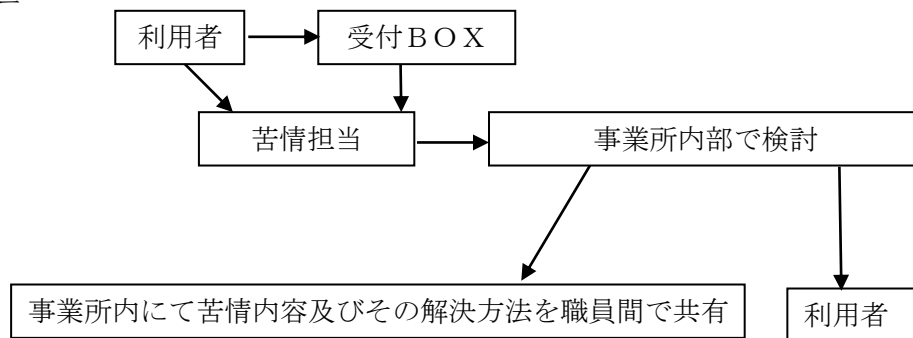 利用者
受付ＢＯＸ
苦情担当
事業所内部で検討
事業所内にて苦情内容及びその解決方法を職員間で共有
利用者